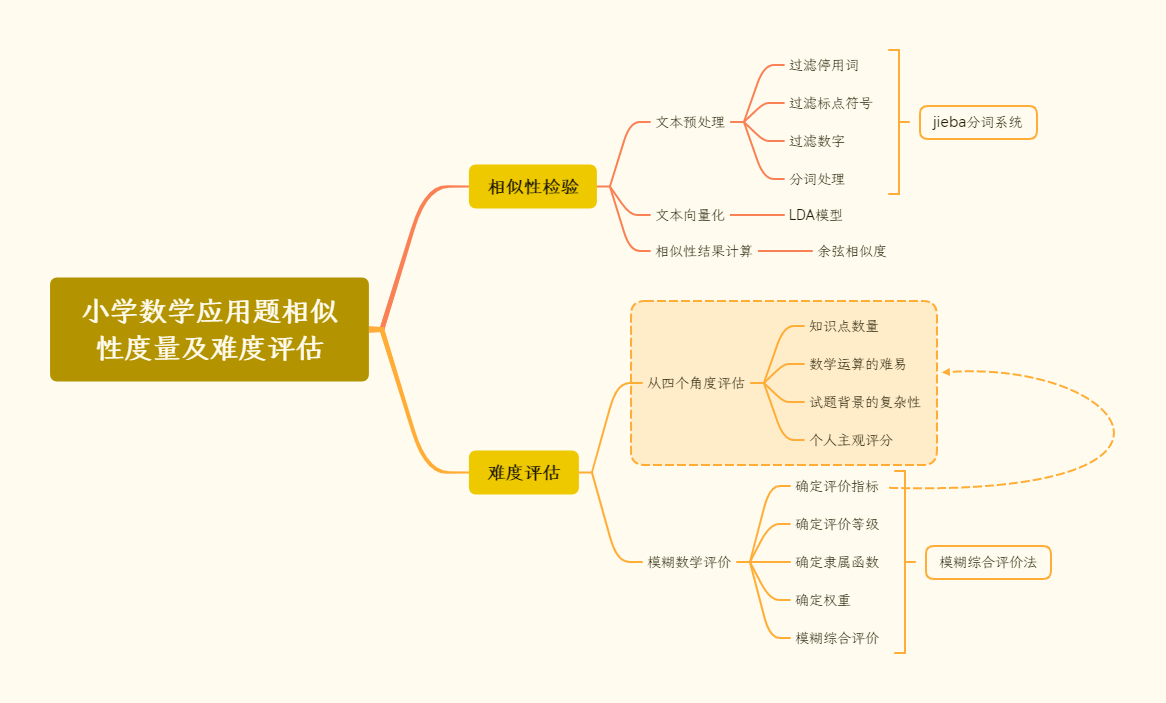 小学数学应用题相似
性度量及难度评估
相似性检验
文本预处理
过滤停用词
过滤标点符号
过滤数字
分词处理
jieba分词系统
文本向量化
LDA模型
相似性结果计算
余弦相似度
难度评估
从四个角度评估
知识点数量
数学运算的难易
试题背景的复杂性
个人主观评分
模糊数学评价
确定评价指标
确定评价等级
确定隶属函数
确定权重
模糊综合评价
模糊综合评价法